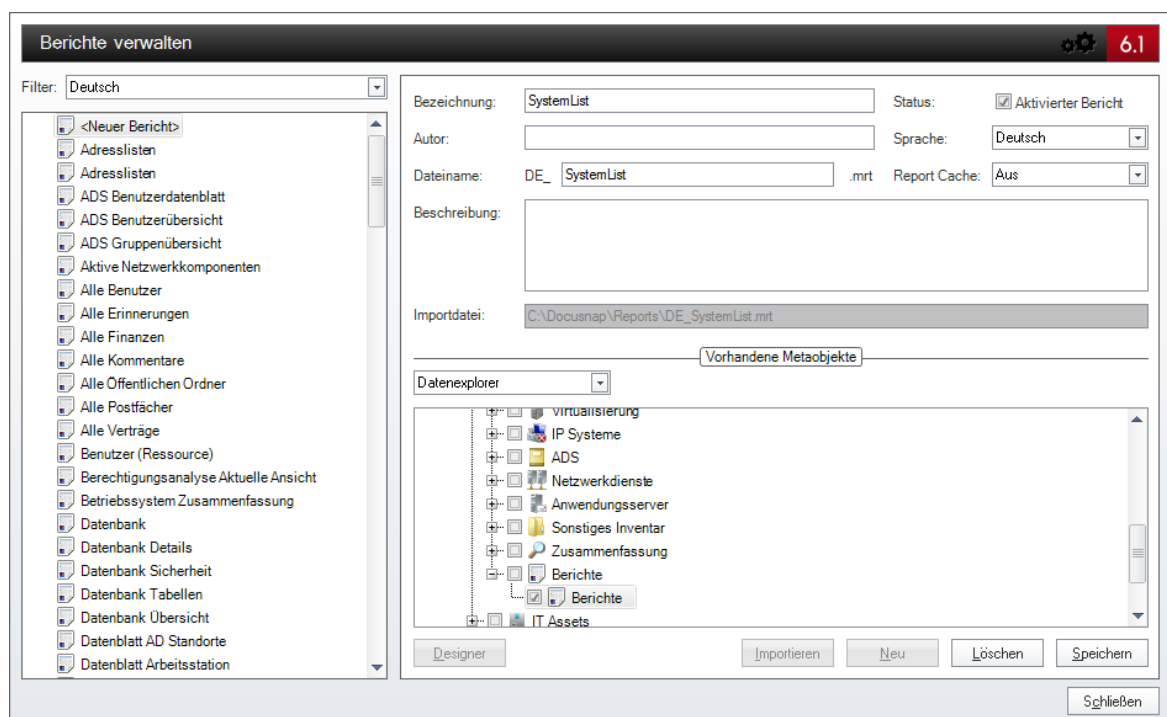 Berichte verwalten
6.1
Filter: Deutsch
<Neuer Bericht>
Adresslisten
Adresslisten
ADS Benutzerdatenblatt
ADS Benutzerübersicht
ADS Gruppenübersicht
Aktive Netzwerkkomponenten
Alle Benutzer
Alle Erinnerungen
Alle Finanzen
Alle Kommentare
Alle Öffentlichen Ordner
Alle Postfächer
Alle Verträge
Benutzer (Ressource)
Berechtigungsanalyse Aktuelle Ansicht
Betriebssystem Zusammenfassung
Datenbank
Datenbank Details
Datenbank Sicherheit
Datenbank Tabellen
Datenbank Übersicht
Datenblatt AD Standorte
Datenblatt Arbeitsstation
Bezeichnung: SystemList
Status: Aktivierter Bericht
Autor:
Sprache: Deutsch
Dateiname: DE_ SystemList .mrt
Report Cache: Aus
Beschreibung:
Importdatei: C:\Docusnap\Reports\DE_SystemList.mrt
Vorhandene Metaobjekte
Datenexplorer
Virtualisierung
IP Systeme
ADS
Netzwerkdienste
Anwendungsserver
Sonstiges Inventar
Zusammenfassung
Berichte
Berichte
IT Assets
Designer
Importieren
Neu
Löschen
Speichern
Schließen